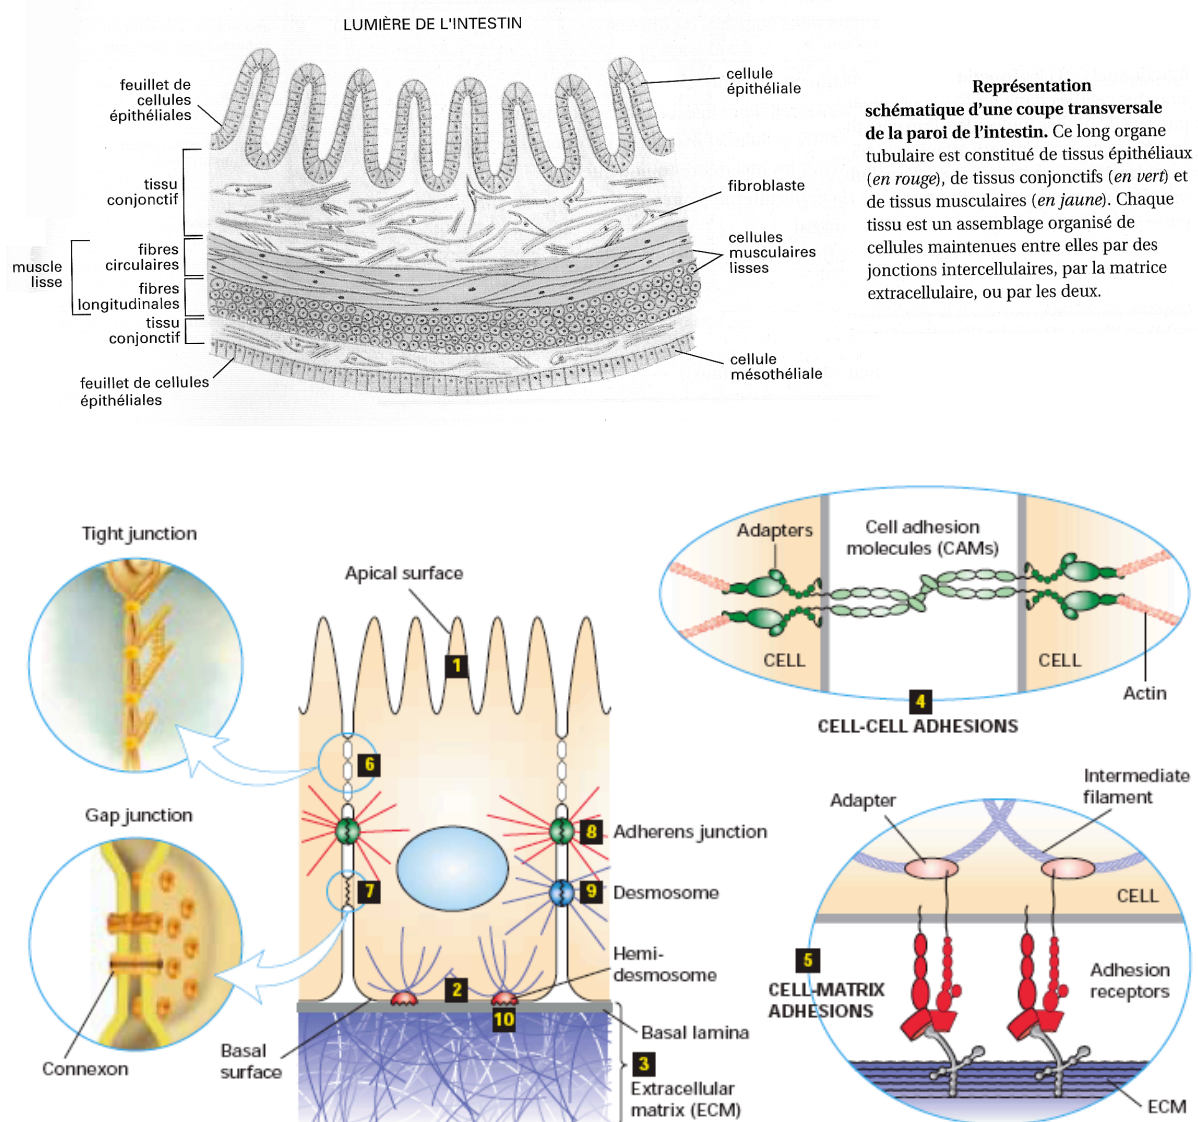 LUMIÈRE DE L'INTESTIN
feuillet de
cellules
épithéliales
cellule
épithéliale
tissu
conjonctif
fibroblaste
fibres
circulaires
cellules
musculaires
lisses
muscle
lisse
fibres
longitudinales
tissu
conjonctif
cellule
mésothéliale
feuillet de cellules
épithéliales
Représentation
schématique d'une coupe transversale
de la paroi de l'intestin. Ce long organe
tubulaire est constitué de tissus épithéliaux
(en rouge), de tissus conjonctifs (en vert) et
de tissus musculaires (en jaune). Chaque
tissu est un assemblage organisé de
cellules maintenues entre elles par des
jonctions intercellulaires, par la matrice
extracellulaire, ou par les deux.
Tight junction
Apical surface
1
6
Gap junction
7
Connexon
8
Adherens junction
9
Desmosome
Hemi-
desmosome
2
10
Basal lamina
Basal
surface
3
Extracellular
matrix (ECM)
Adapters
Cell adhesion
molecules (CAMs)
CELL
CELL
Actin
4
CELL-CELL ADHESIONS
Adapter
Intermediate
filament
CELL
5
CELL-MATRIX
ADHESIONS
Adhesion
receptors
ECM